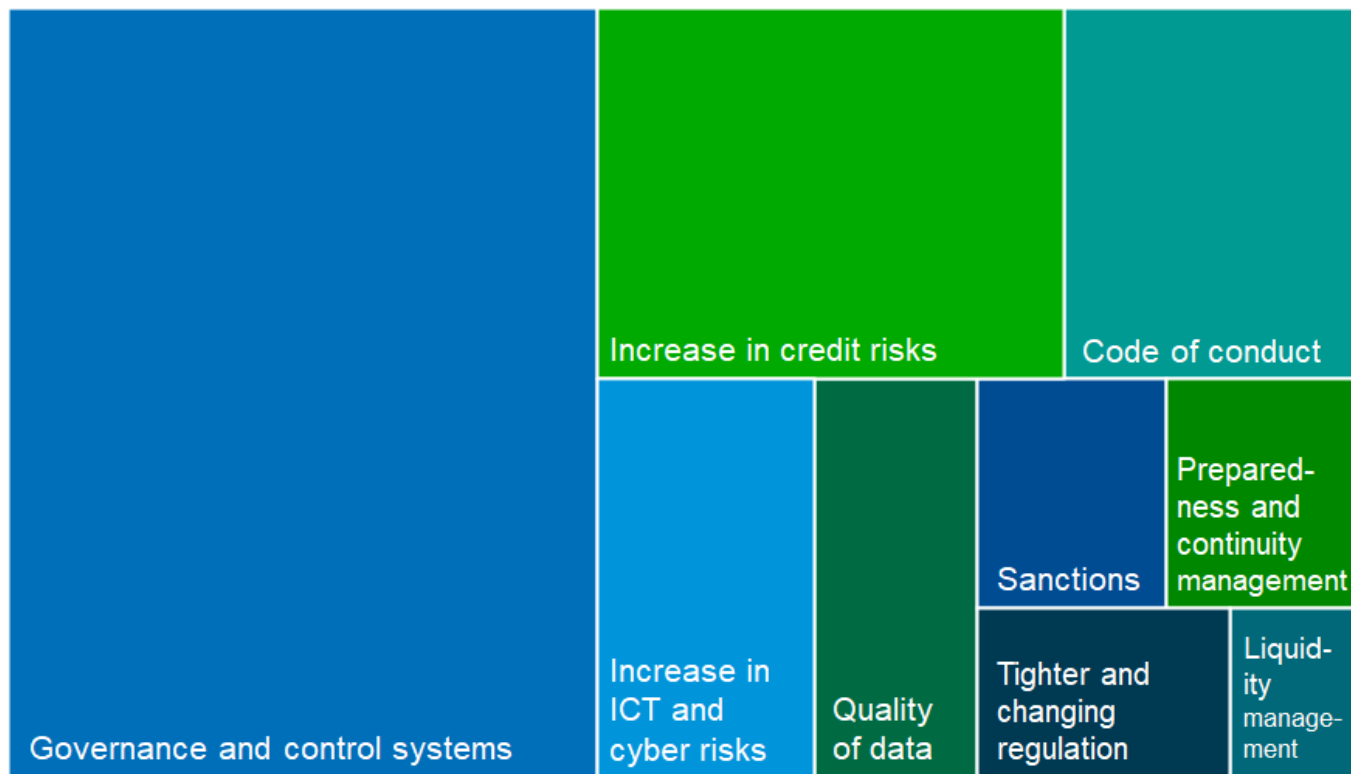 Governance and control systems
Increase in credit risks
Code of conduct
Increase in
ICT and
cyber risks
Quality
of data
Sanctions
Prepared-
ness and
continuity
management
Tighter and
changing
regulation
Liquid-
ity
manage-
ment